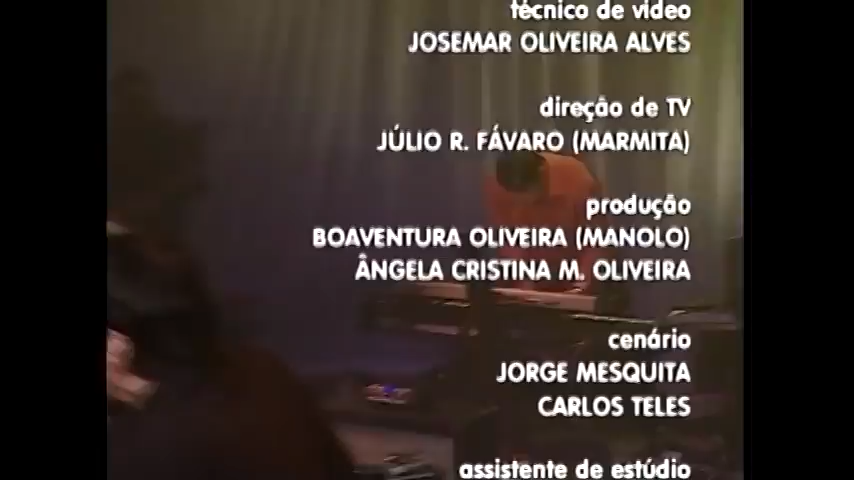 técnico de vídeo
JOSEMAR OLIVEIRA ALVES
direção de TV
JÚLIO R. FÁVARO (MARMITA)
produção
BOAVENTURA OLIVEIRA (MANOLO)
ÂNGELA CRISTINA M. OLIVEIRA
cenário
JORGE MESQUITA
CARLOS TELES
assistente de estúdio